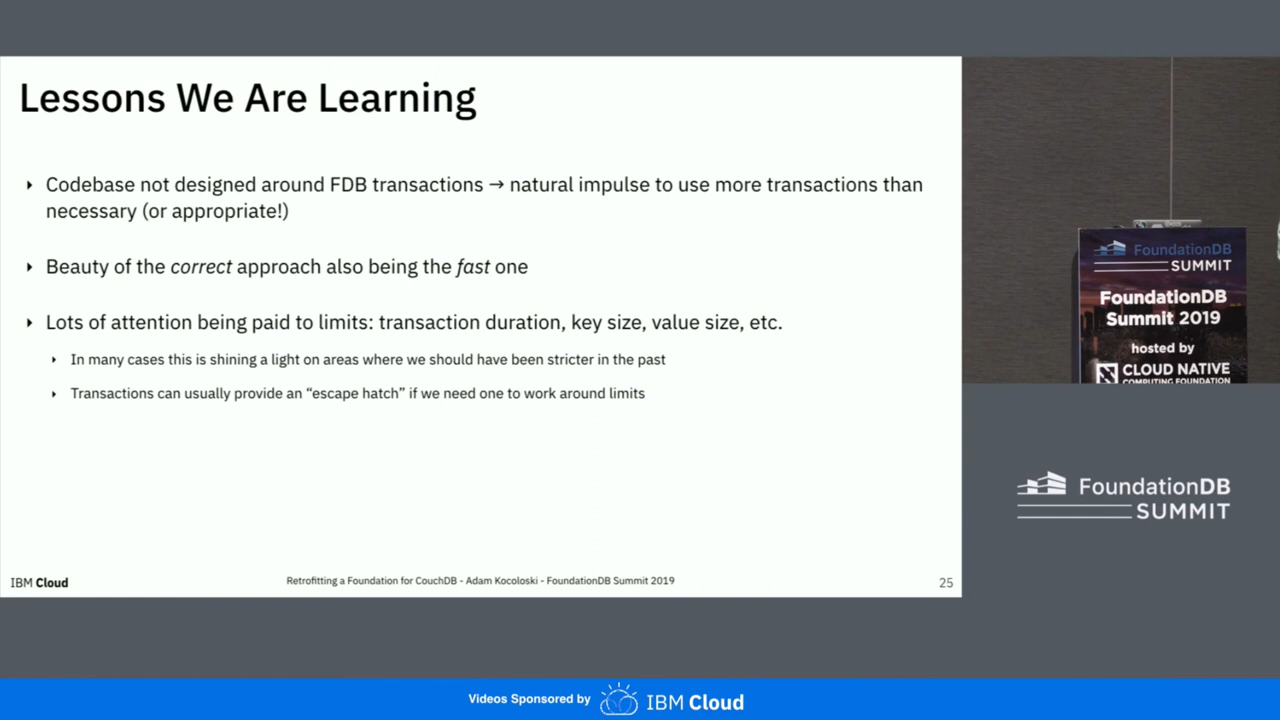 Lessons We Are Learning
Codebase not designed around FDB transactions → natural impulse to use more transactions than
necessary (or appropriate!)
Beauty of the correct approach also being the fast one
Lots of attention being paid to limits: transaction duration, key size, value size, etc.
In many cases this is shining a light on areas where we should have been stricter in the past
Transactions can usually provide an “escape hatch” if we need one to work around limits
IBM Cloud
Retrofitting a Foundation for CouchDB - Adam Kocoloski - FoundationDB Summit 2019
25
FoundationDB
SUMMIT
FoundationDB
Summit 2019
hosted by
CLOUD NATIVE
COMPUTING FOUNDATION
FoundationDB
SUMMIT
Videos Sponsored by
IBM Cloud